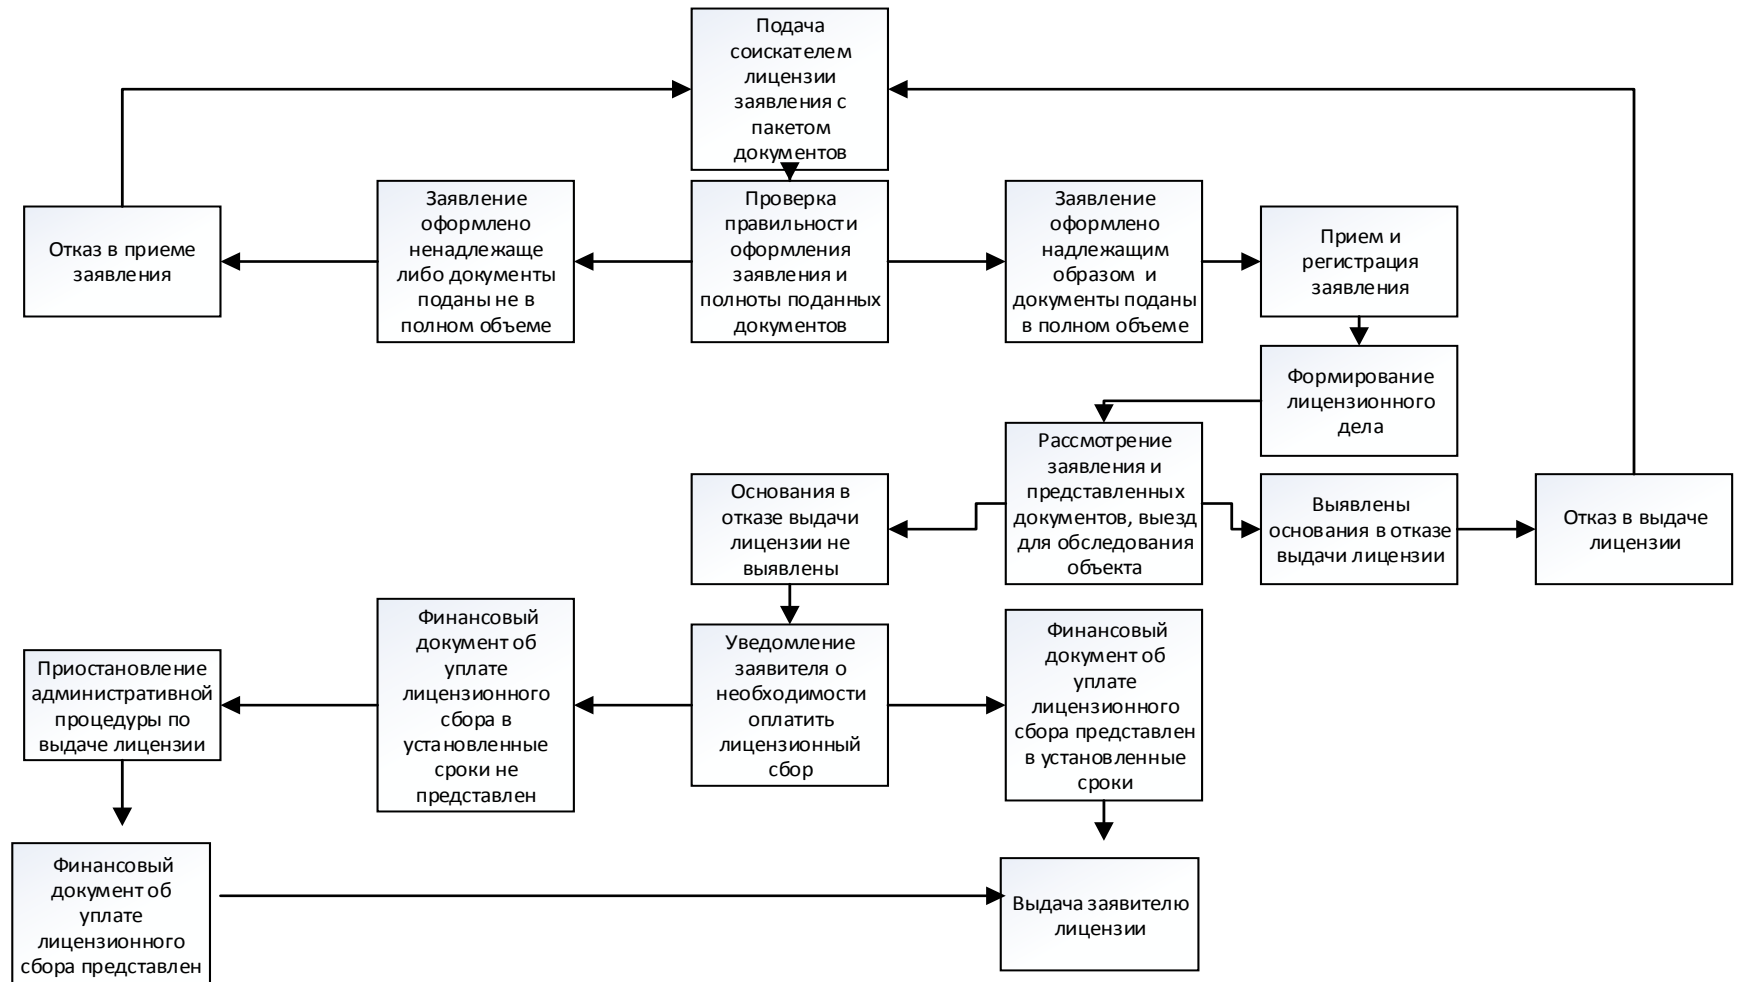 Подача
соискателем
лицензии
заявления с
пакетом
документов
Отказ в приеме
заявления
Заявление
оформлено
ненадлежаще
либо документы
поданы не в
полном объеме
Проверка
правильности
оформления
заявления и
полноты поданных
документов
Заявление
оформлено
надлежащим
образом и
документы поданы
в полном объеме
Прием и
регистрация
заявления
Формирование
лицензионного
дела
Рассмотрение
заявления и
представленных
документов, выезд
для обследования
объекта
Основания в
отказе выдачи
лицензии не
выявлены
Выявлены
основания в отказе
выдачи лицензии
Отказ в выдаче
лицензии
Уведомление
заявителя о
необходимости
оплатить
лицензионный
сбор
Финансовый
документ об
уплате
лицензионного
сбора в
установленные
сроки не
представлен
Финансовый
документ об
уплате
лицензионного
сбора представлен
в установленные
сроки
Приостановление
административной
процедуры по
выдаче лицензии
Финансовый
документ об
уплате
лицензионного
сбора представлен
Выдача заявителю
лицензии